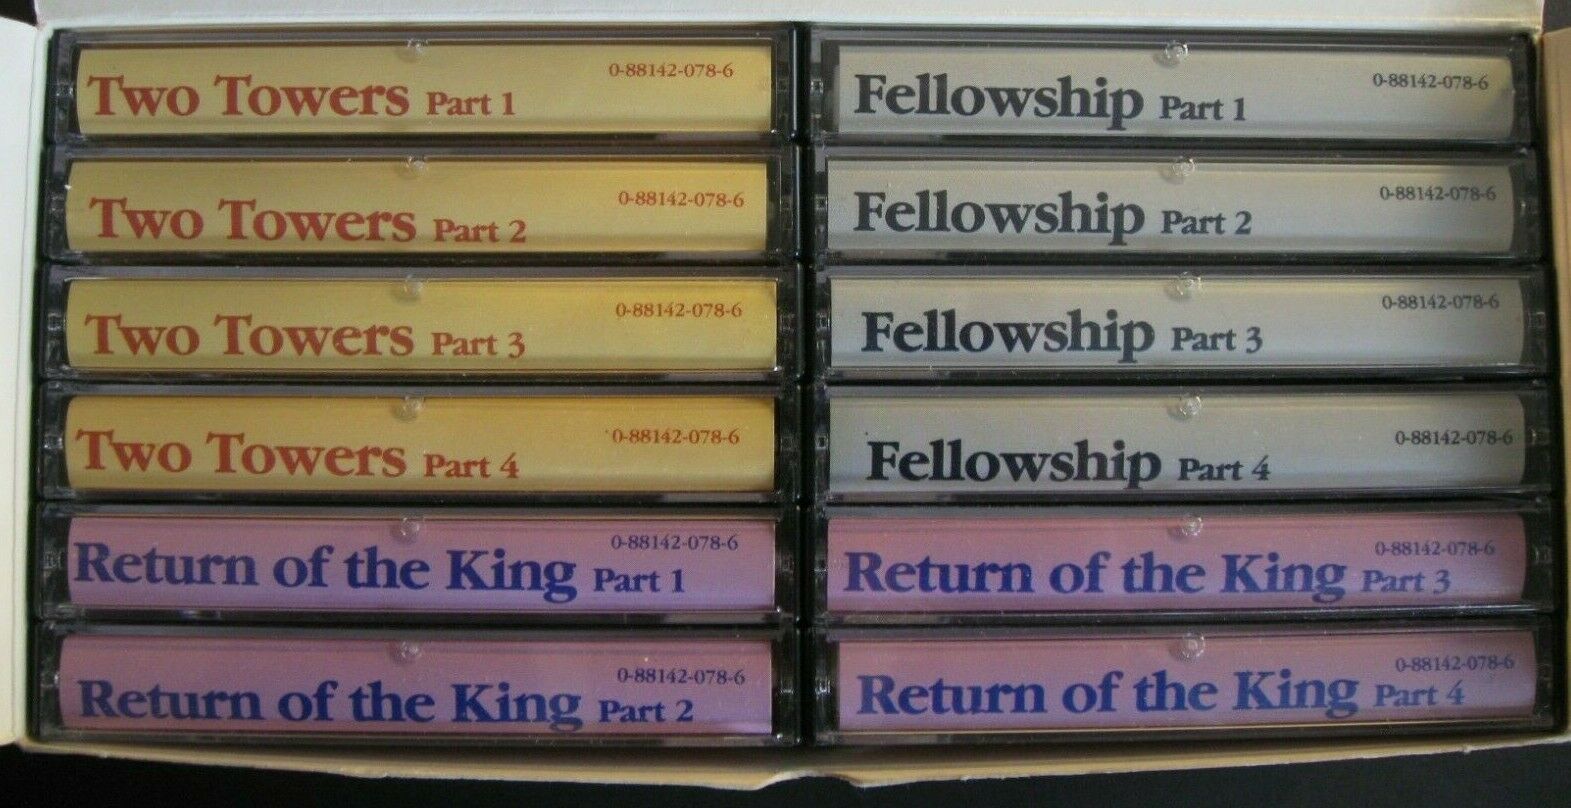 Two Towers Part 1 0-88142-078-6
Two Towers Part 2 0-88142-078-6
Two Towers Part 3 0-88142-078-6
Two Towers Part 4 0-88142-078-6
Return of the King Part 1 0-88142-078-6
Return of the King Part 2 0-88142-078-6
Fellowship Part 1 0-88142-078-6
Fellowship Part 2 0-88142-078-6
Fellowship Part 3 0-88142-078-6
Fellowship Part 4 0-88142-078-6
Return of the King Part 3 0-88142-078-6
Return of the King Part 4 0-88142-078-6